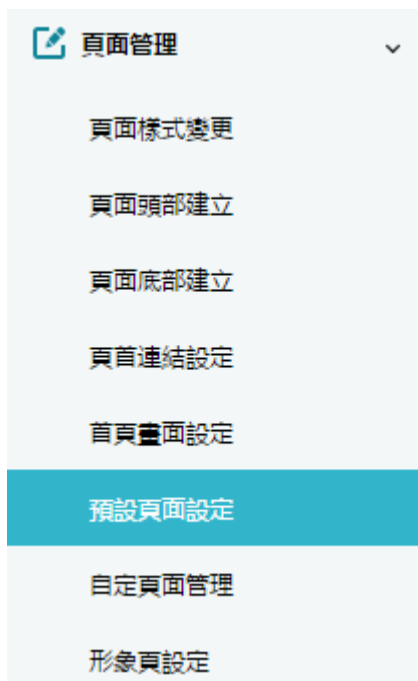 頁面管理
頁面樣式變更
頁面頭部建立
頁面底部建立
頁首連結設定
首頁畫面設定
預設頁面設定
自定頁面管理
形象頁設定